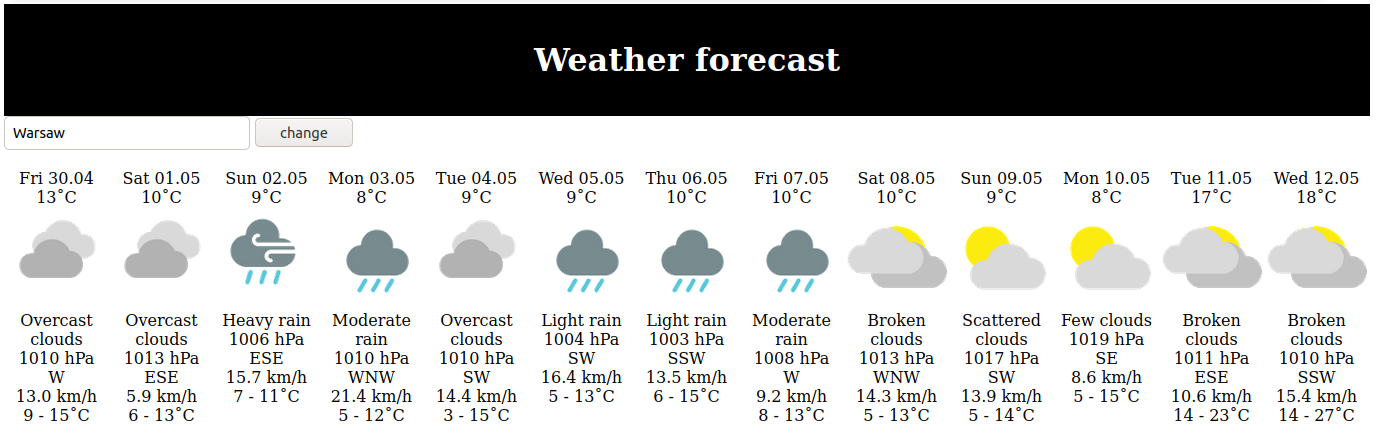 Weather forecast
Warsaw
change
Fri 30.04
13°C
Overcast
clouds
1010 hPa
W
13.0 km/h
9 - 15°C
Sat 01.05
10°C
Overcast
clouds
1013 hPa
ESE
5.9 km/h
6 - 13°C
Sun 02.05
9°C
Heavy rain
1006 hPa
ESE
15.7 km/h
7 - 11°C
Mon 03.05
8°C
Moderate
rain
1010 hPa
WNW
21.4 km/h
5 - 12°C
Tue 04.05
9°C
Overcast
clouds
1010 hPa
SW
14.4 km/h
3 - 15°C
Wed 05.05
9°C
Light rain
1004 hPa
SW
16.4 km/h
5 - 13°C
Thu 06.05
10°C
Light rain
1003 hPa
SSW
13.5 km/h
6 - 15°C
Fri 07.05
10°C
Moderate
rain
1008 hPa
W
9.2 km/h
8 - 13°C
Sat 08.05
10°C
Broken
clouds
1013 hPa
WNW
14.3 km/h
5 - 13°C
Sun 09.05
9°C
Scattered
clouds
1017 hPa
SW
13.9 km/h
5 - 14°C
Mon 10.05
8°C
Few clouds
1019 hPa
SE
8.6 km/h
5 - 15°C
Tue 11.05
17°C
Broken
clouds
1011 hPa
ESE
10.6 km/h
14 - 23°C
Wed 12.05
18°C
Broken
clouds
1010 hPa
SSW
15.4 km/h
14 - 27°C